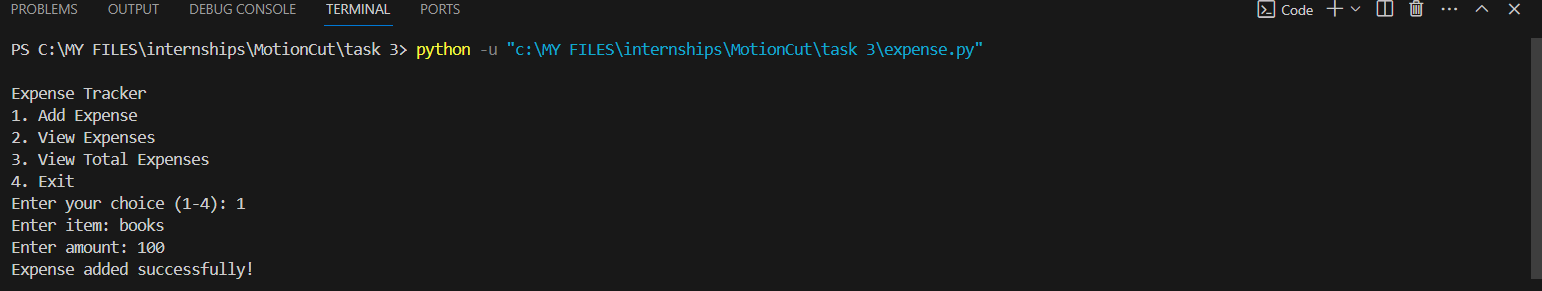 PROBLEMS OUTPUT DEBUG CONSOLE TERMINAL PORTS Code
PS C:\MY FILES\internships\MotionCut\task 3> python -u "c:\MY FILES\internships\MotionCut\task 3\expense.py"
Expense Tracker
1. Add Expense
2. View Expenses
3. View Total Expenses
4. Exit
Enter your choice (1-4): 1
Enter item: books
Enter amount: 100
Expense added successfully!